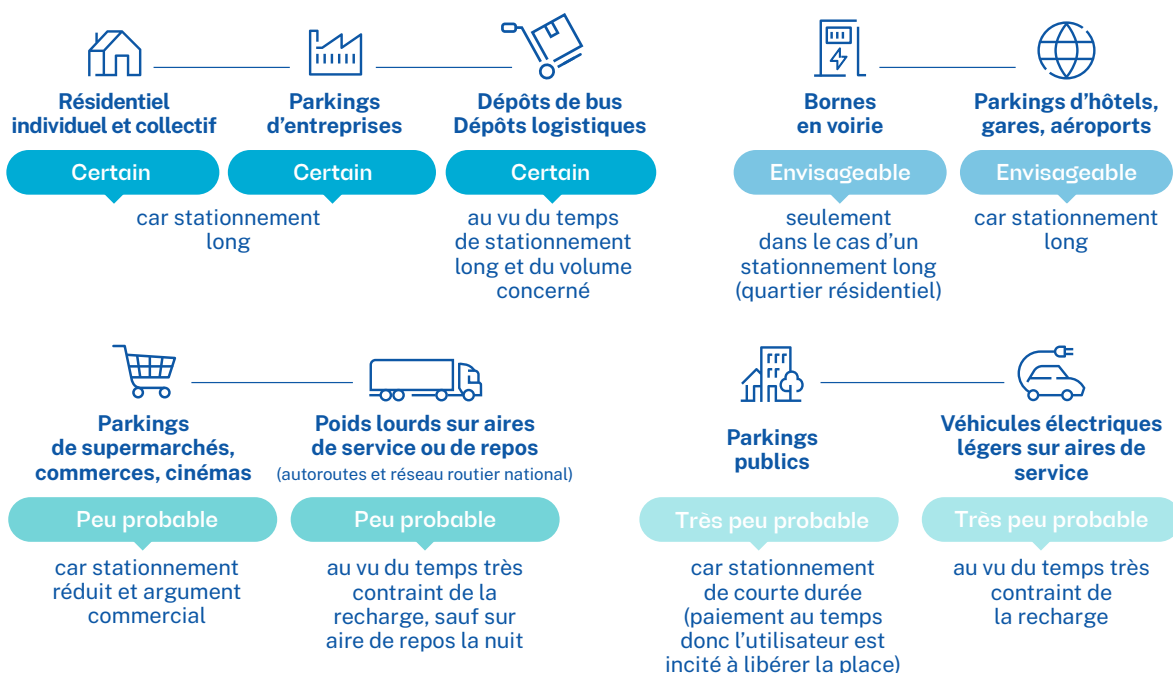 Résidentiel
individuel et collectif
Certain
Parkings
d'entreprises
Certain
car stationnement
long
Dépôts de bus
Dépôts logistiques
Certain
au vu du temps
de stationnement
long et du volume
concerné
Bornes
en voirie
Envisageable
seulement
dans le cas d'un
stationnement long
(quartier résidentiel)
Parkings d'hôtels,
gares, aéroports
Envisageable
car stationnement
long
Parkings
de supermarchés,
commerces, cinémas
Peu probable
car stationnement
réduit et argument
commercial
Poids lourds sur aires
de service ou de repos
(autoroutes et réseau routier national)
Peu probable
au vu du temps très
contraint de la
recharge, sauf sur
aire de repos la nuit
Parkings
publics
Très peu probable
car stationnement
de courte durée
(paiement au temps
donc l'utilisateur est
incité à libérer la place)
Véhicules électriques
légers sur aires de
service
Très peu probable
au vu du temps très
contraint de
la recharge